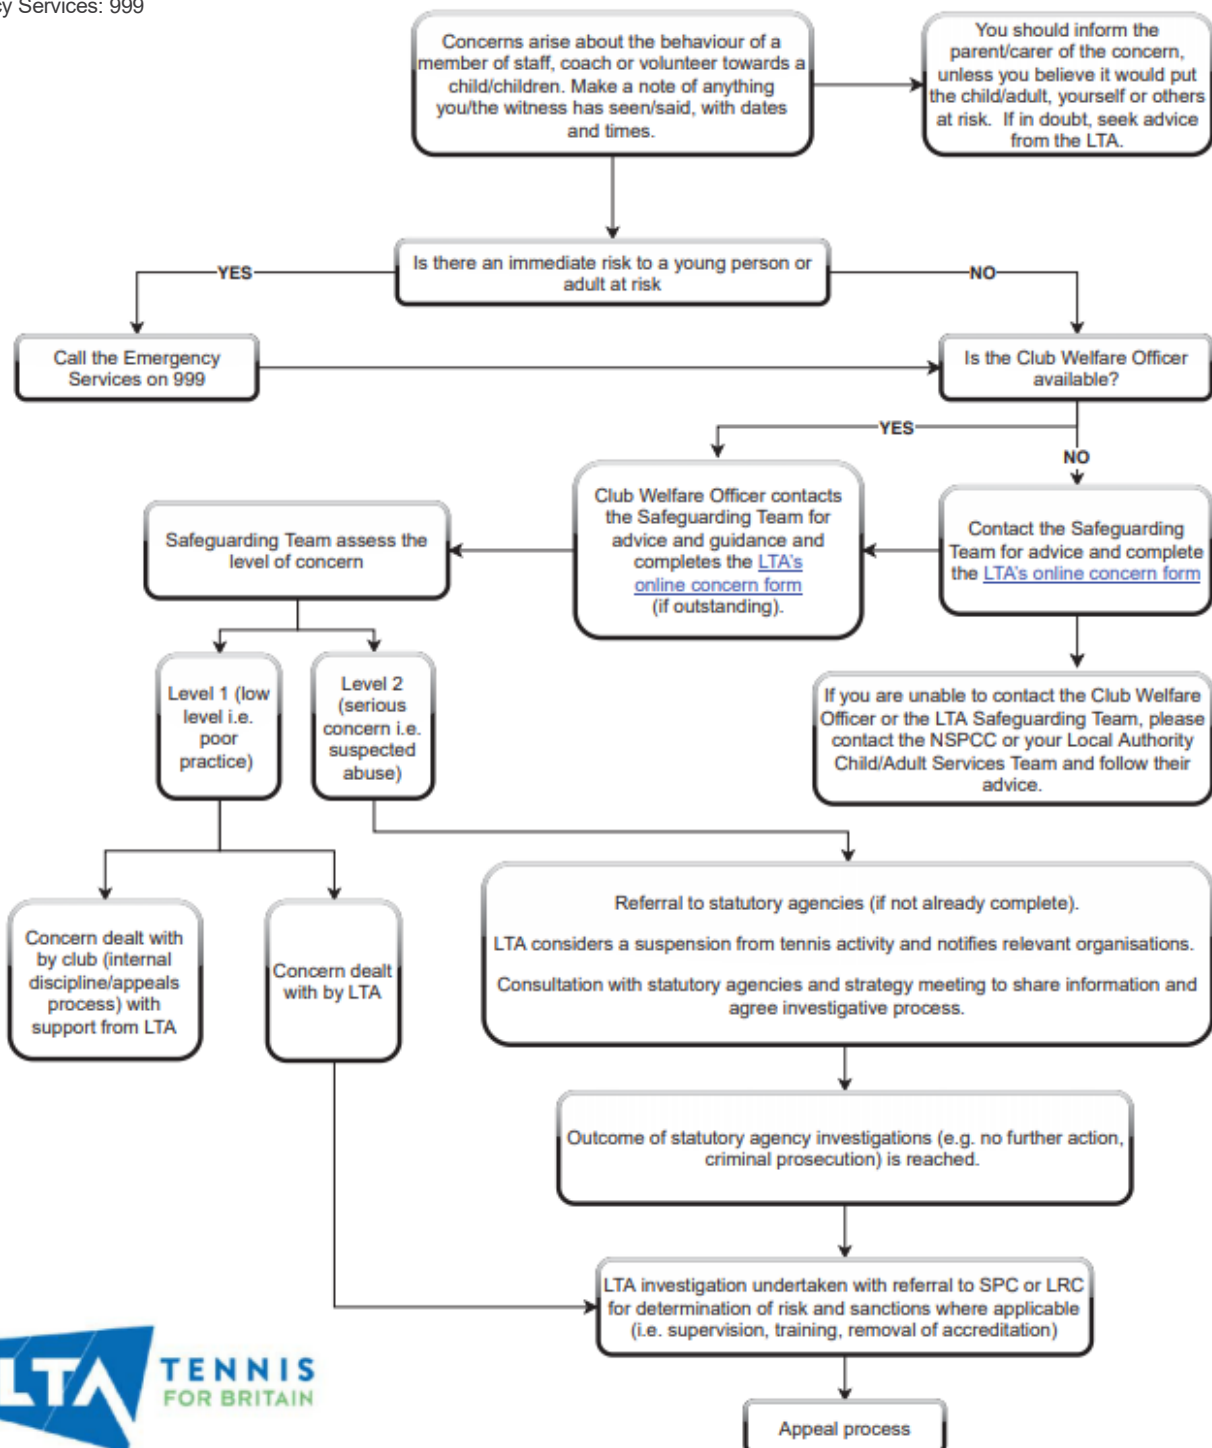 cy Services: 999
Concerns arise about the behaviour of a
member of staff, coach or volunteer towards a
child/children. Make a note of anything
you/the witness has seen/said, with dates
and times.
You should inform the
parent/carer of the concern,
unless you believe it would put
the child/adult, yourself or others
at risk. If in doubt, seek advice
from the LTA.
Is there an immediate risk to a young person or
adult at risk
YES
NO
Call the Emergency
Services on 999
Is the Club Welfare Officer
available?
YES
NO
Club Welfare Officer contacts
the Safeguarding Team for
advice and guidance and
completes the LTA's
online concern form
(if outstanding).
Contact the Safeguarding
Team for advice and complete
the LTA's online concern form
Safeguarding Team assess the
level of concern
Level 1 (low
level i.e.
poor
practice)
Level 2
(serious
concern i.e.
suspected
abuse)
If you are unable to contact the Club Welfare
Officer or the LTA Safeguarding Team, please
contact the NSPCC or your Local Authority
Child/Adult Services Team and follow their
advice.
Concern dealt with
by club (internal
discipline/appeals
process) with
support from LTA
Concern dealt
with by LTA
Referral to statutory agencies (if not already complete).
LTA considers a suspension from tennis activity and notifies relevant organisations.
Consultation with statutory agencies and strategy meeting to share information and
agree investigative process.
Outcome of statutory agency investigations (e.g. no further action,
criminal prosecution) is reached.
LTA investigation undertaken with referral to SPC or LRC
for determination of risk and sanctions where applicable
(i.e. supervision, training, removal of accreditation)
Appeal process
LTA
TENNIS
FOR BRITAIN